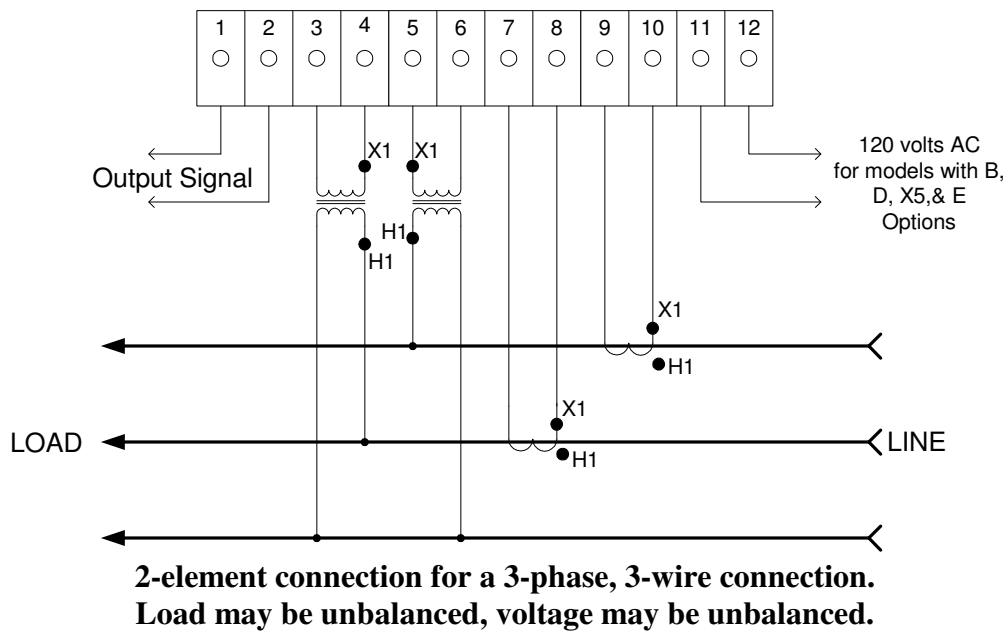 1 2 3 4 5 6 7 8 9 10 11 12
X1 X1
Output Signal
120 volts AC
for models with B,
D, X5,& E
Options
H1
H1
X1
H1
X1
H1
LOAD
LINE
2-element connection for a 3-phase, 3-wire connection.
Load may be unbalanced, voltage may be unbalanced.